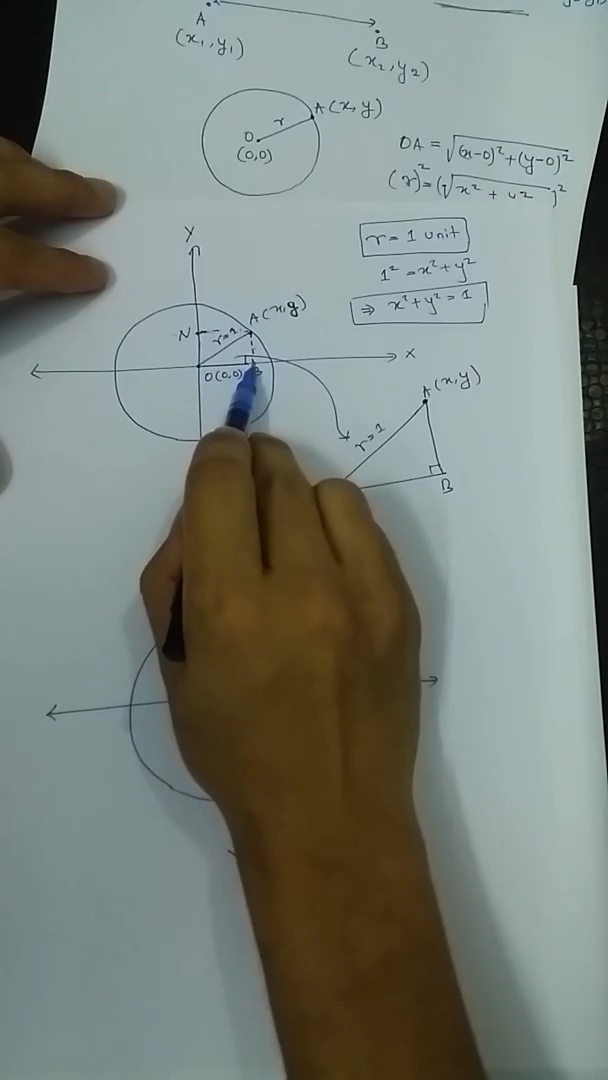 A
(x₁, y₁)
B
(x₂, y₂)
A(x, y)
r
O
(0,0)
OA = √(x-0)² + (y-0)²
(r)² = (√x² + y²)²
r = 1 unit
1² = x² + y²
⇒ x² + y² = 1
Y
A(x,y)
N
r=1
X
O(0,0)
A(x,y)
r=1
B